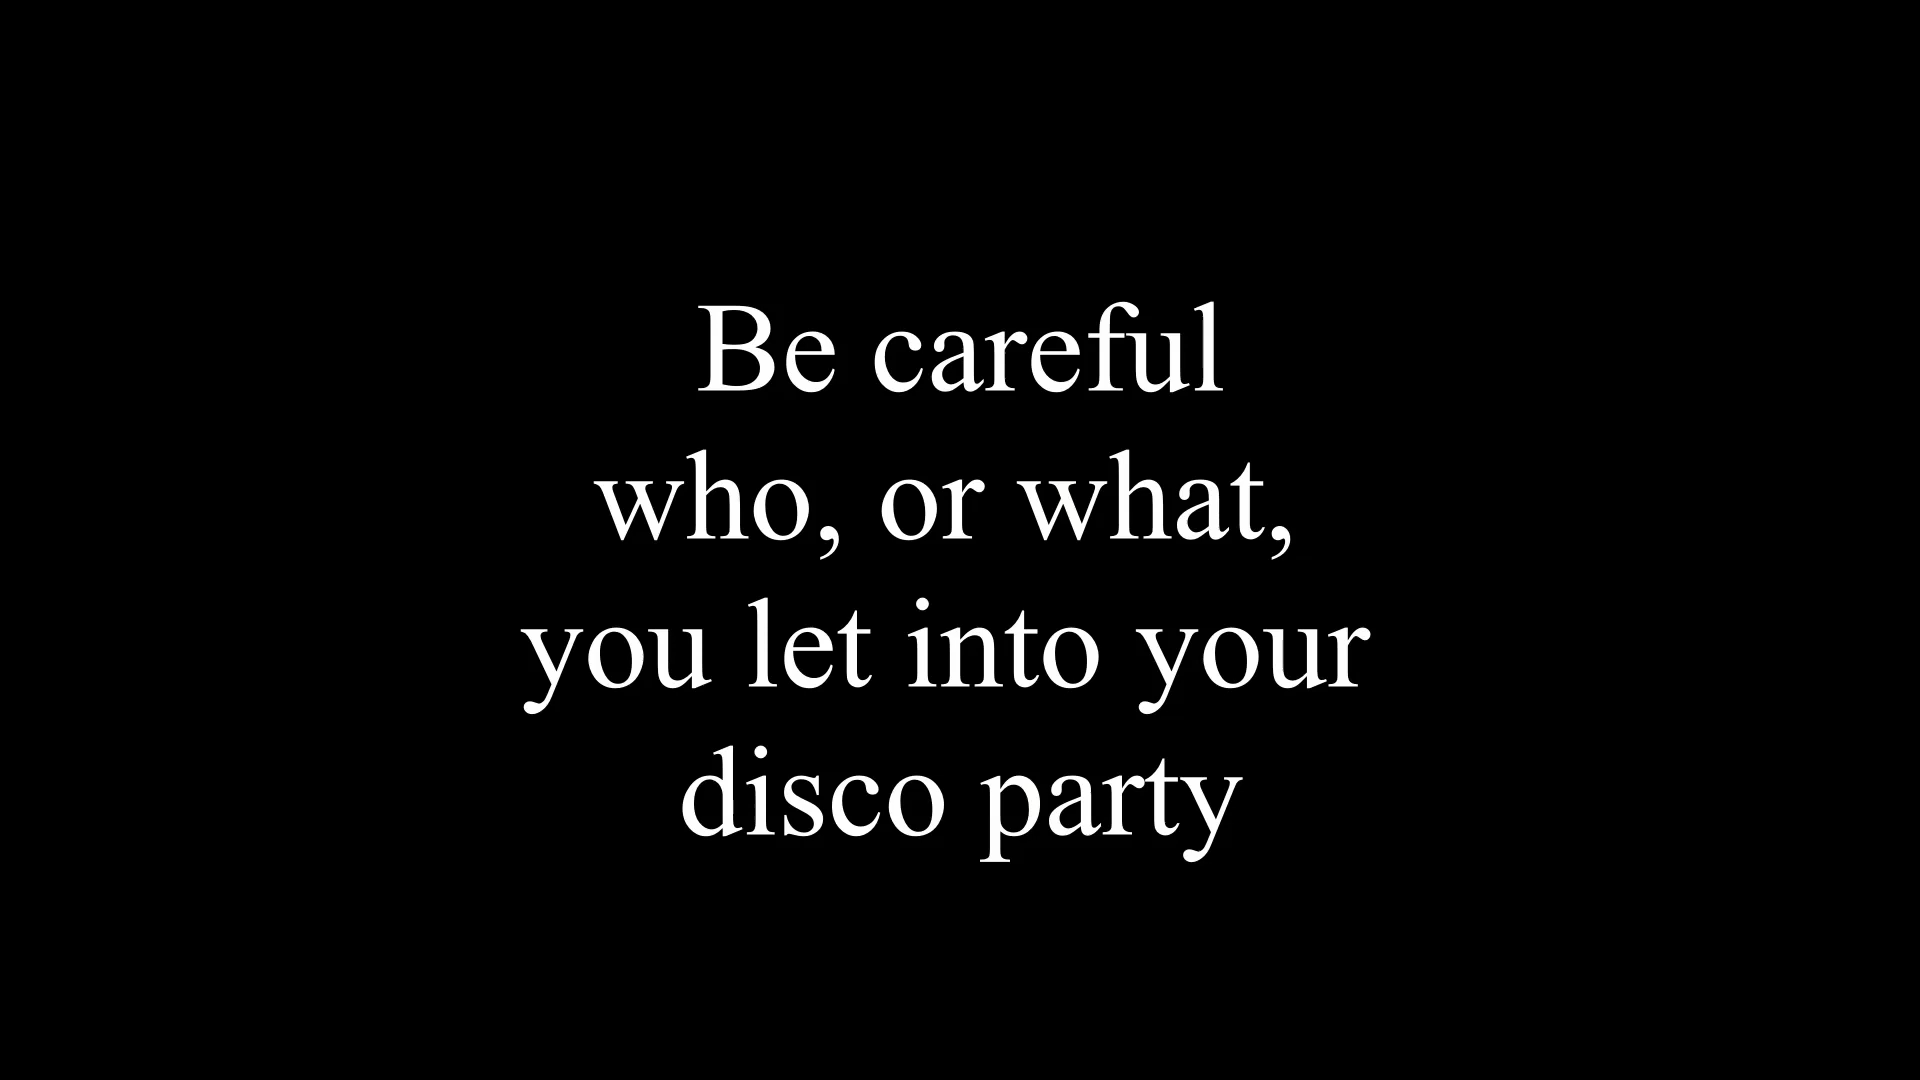 Be careful
who, or what,
you let into your
disco party